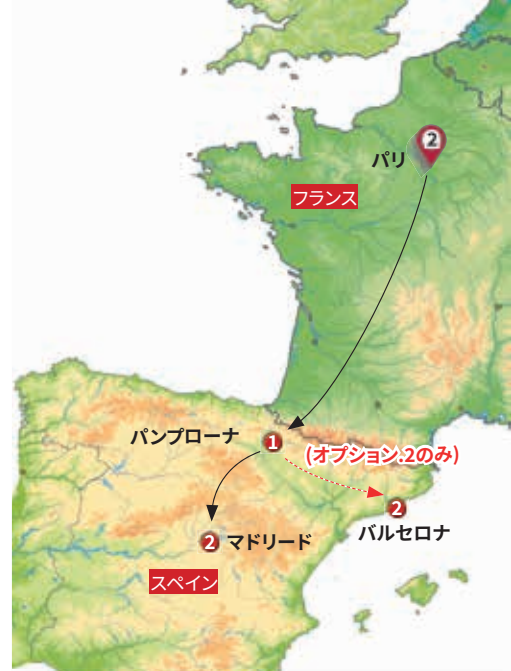 2
パリ
フランス
パンプローナ
1
(オプション.2のみ)
2
バルセロナ
2
マドリード
スペイン